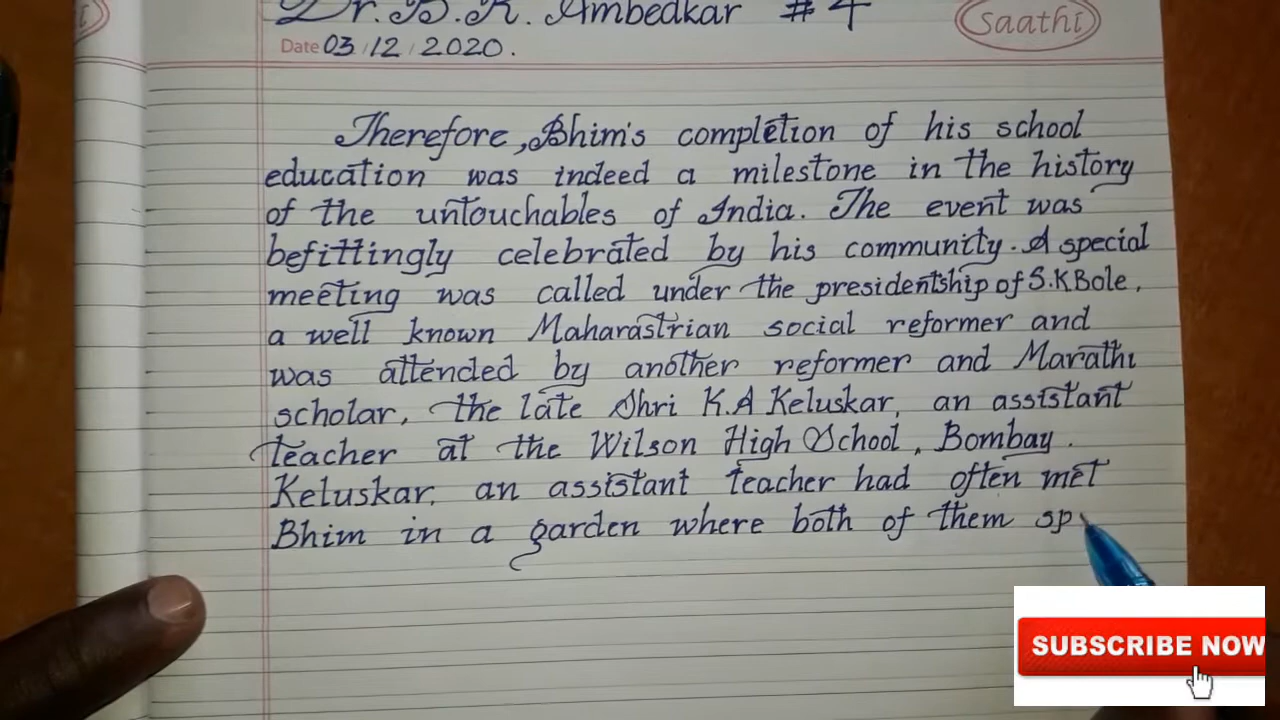 Dr. B. R. Ambedkar #4
Saathi
Date 03/12/2020.
Therefore, Bhim's completion of his school
education was indeed a milestone in the history
of the untouchables of India. The event was
befittingly celebrated by his community. A special
meeting was called under the presidentship of S.K Bole,
a well known Maharastrian social reformer and
was attended by another reformer and Marathi
scholar, the late Shri K.A Keluskar, an assistant
teacher at the Wilson High School, Bombay.
Keluskar, an assistant teacher had often met
Bhim in a garden where both of them sp
SUBSCRIBE NOW